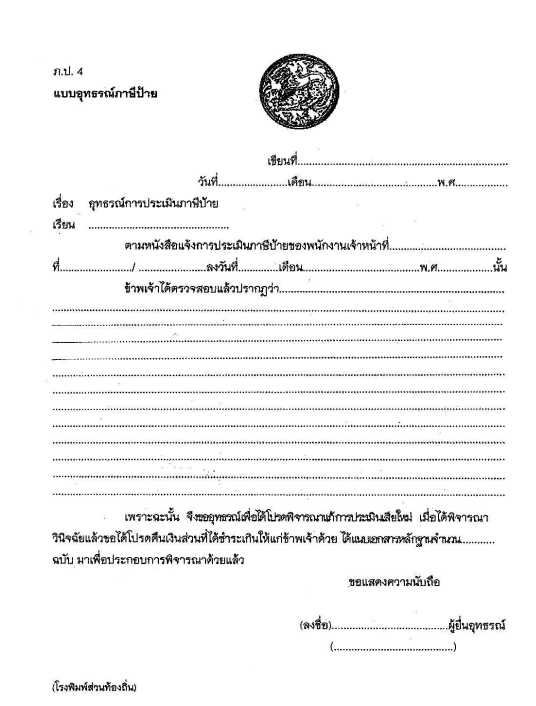 ภ.ป. 4
แบบอุทธรณ์ภาษีป้าย
เขียนที่..............................................................
วันที่.........................เดือน...........................................พ.ศ...................
เรื่อง อุทธรณ์การประเมินภาษีป้าย
เรียน .............................................
ตามหนังสือแจ้งการประเมินภาษีป้ายของพนักงานเจ้าหน้าที่.....................................
ที่........................./ ........................ลงวันที่..............เดือน..........................................พ.ศ....................นั้น
ข้าพเจ้าได้ตรวจสอบแล้วปรากฏว่า..........................................................................
เพราะฉะนั้น จึงขออุทธรณ์เพื่อได้โปรดพิจารณาแก้การประเมินเสียใหม่ เมื่อได้พิจารณา
วินิจฉัยแล้วขอได้โปรดคืนเงินส่วนที่ได้ชำระเกินให้แก่ข้าพเจ้าด้วย ได้แนบเอกสารหลักฐานจำนวน...........
ฉบับ มาเพื่อประกอบการพิจารณาด้วยแล้ว
ขอแสดงความนับถือ
(ลงชื่อ)........................................ผู้ยื่นอุทธรณ์
(........................................)
(โรงพิมพ์ส่วนท้องถิ่น)